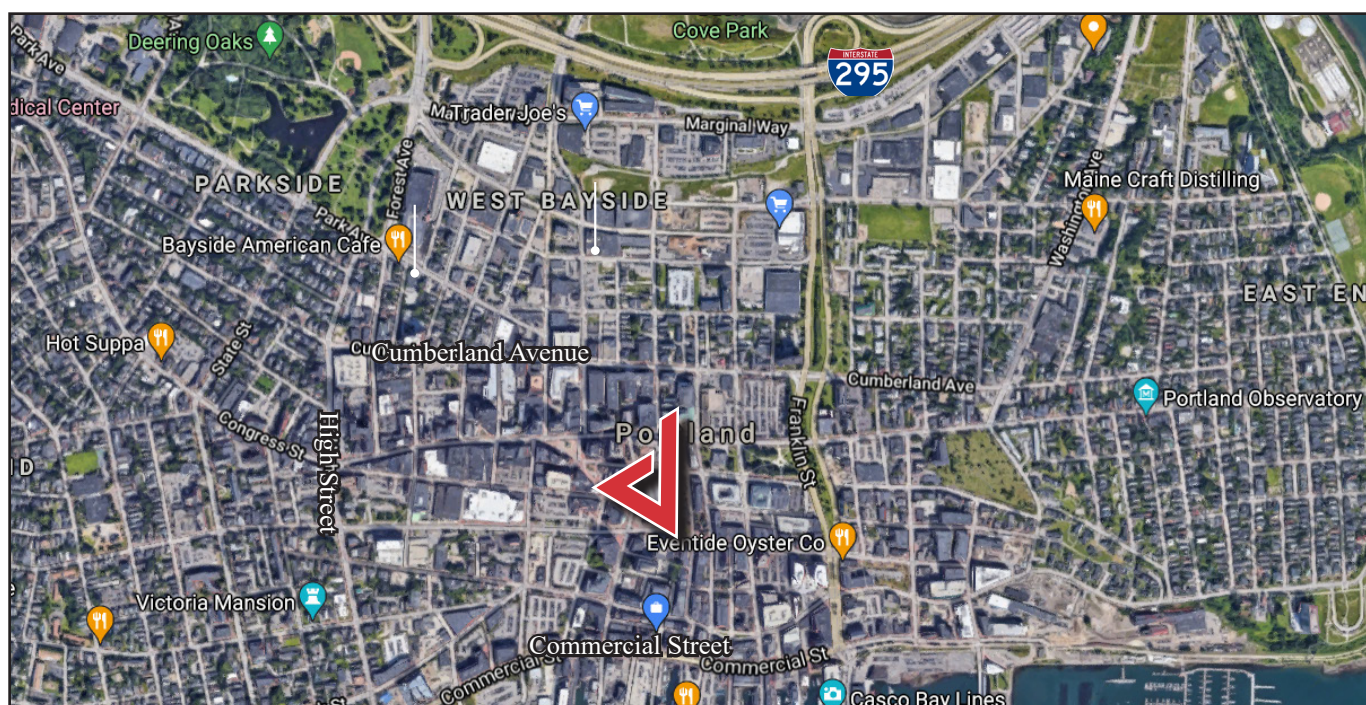 Park Ave
Deering Oaks
Cove Park
INTERSTATE
295
dical Center
Trader Joe's
Marginal Way
Forest Ave
PARKSIDE
WEST BAYSIDE
Maine Craft Distilling
Washington Ave
Park Ave
Bayside American Cafe
EAST EN
Hot Suppa
State St
Cumberland Avenue
Cumberland Ave
Portland Observatory
Congress St
High Street
Portland
Franklin St
D
Eventide Oyster Co
Victoria Mansion
Commercial Street
Commercial St
Commercial St
Casco Bay Lines